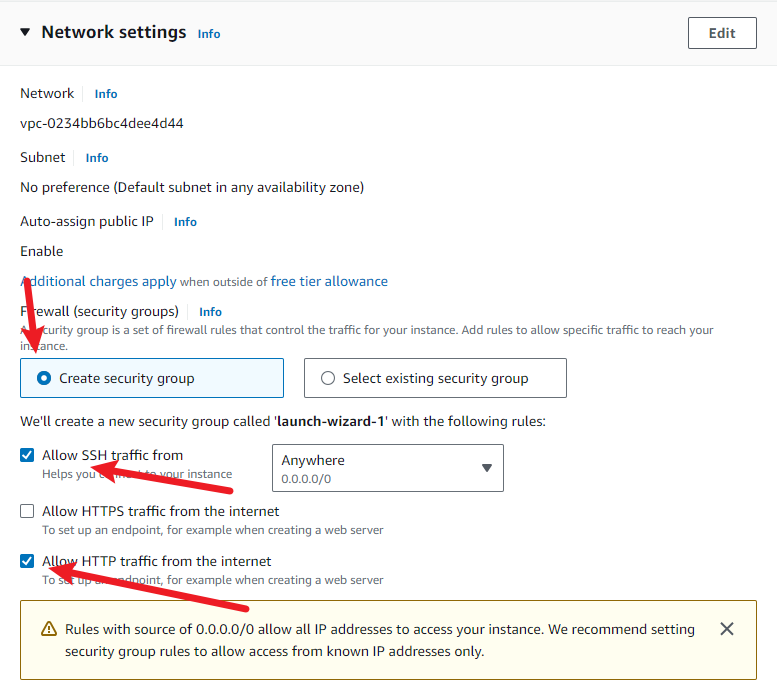 Network settings Info
Edit
Network Info
vpc-0234bb6bc4dee4d44
Subnet Info
No preference (Default subnet in any availability zone)
Auto-assign public IP Info
Enable
Additional charges apply when outside of free tier allowance
Firewall (security groups) Info
A security group is a set of firewall rules that control the traffic for your instance. Add rules to allow specific traffic to reach your
instance.
Create security group
Select existing security group
We'll create a new security group called 'launch-wizard-1' with the following rules:
Allow SSH traffic from
Helps you connect to your instance
Anywhere
0.0.0.0/0
Allow HTTPS traffic from the internet
To set up an endpoint, for example when creating a web server
Allow HTTP traffic from the internet
To set up an endpoint, for example when creating a web server
Rules with source of 0.0.0.0/0 allow all IP addresses to access your instance. We recommend setting
security group rules to allow access from known IP addresses only.